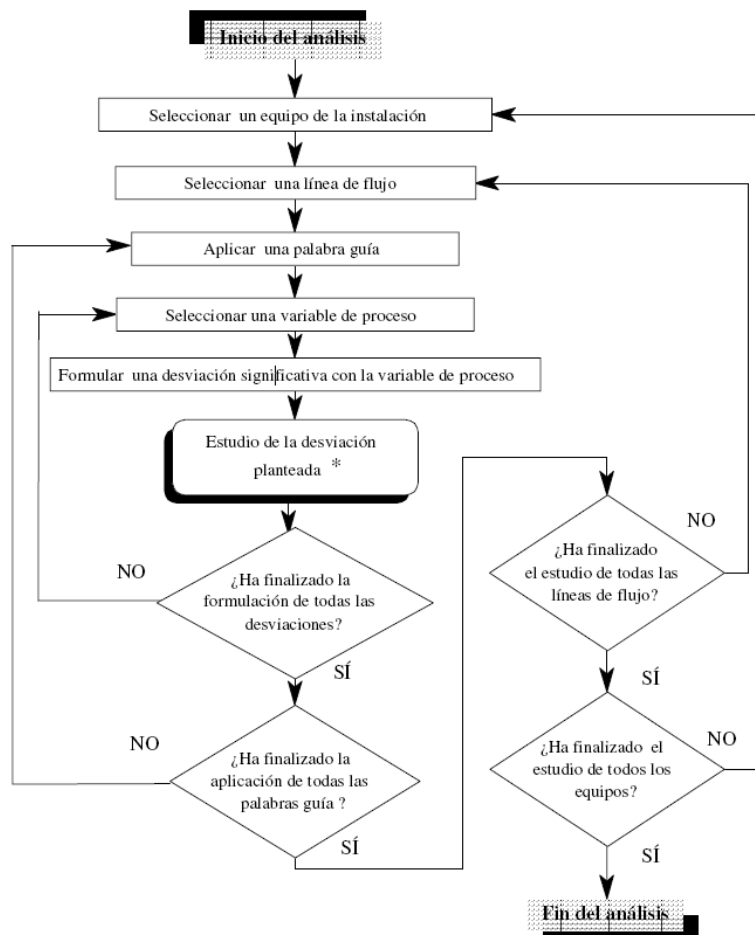 Inicio del análisis
Seleccionar un equipo de la instalación
Seleccionar una línea de flujo
Aplicar una palabra guía
Seleccionar una variable de proceso
Formular una desviación significativa con la variable de proceso
Estudio de la desviación
planteada *
¿Ha finalizado la
formulación de todas las
desviaciones?
NO
SÍ
¿Ha finalizado la
aplicación de todas las
palabras guía ?
NO
SÍ
¿Ha finalizado
el estudio de todas las
líneas de flujo?
NO
SÍ
¿Ha finalizado el
estudio de todos los
equipos?
NO
SÍ
Fin del análisis